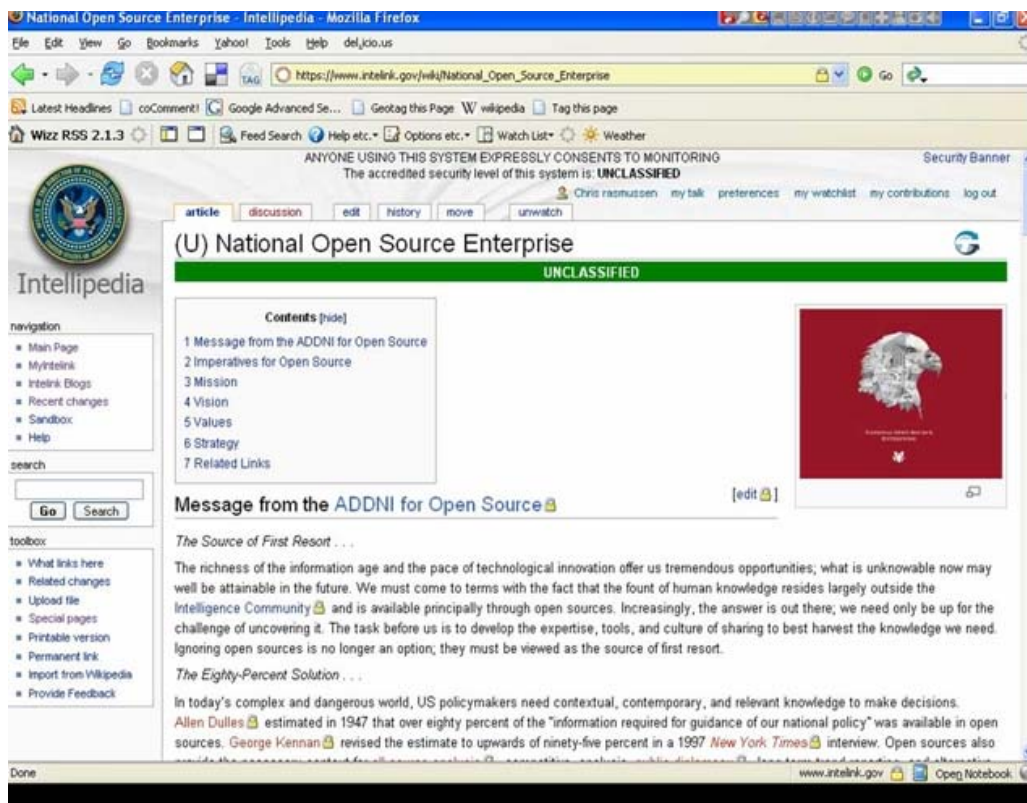 National Open Source Enterprise - Intellipedia - Mozilla Firefox
File Edit View Go Bookmarks Yahoo! Tools Help del.icio.us
TAG https://www.intelink.gov/wiki/National_Open_Source_Enterprise Go
Latest Headlines coComment! Google Advanced Se... Geotag this Page W wikipedia Tag this page
Wizz RSS 2.1.3 Feed Search Help etc. Options etc. Watch List Weather
ANYONE USING THIS SYSTEM EXPRESSLY CONSENTS TO MONITORING Security Banner
The accredited security level of this system is: UNCLASSIFIED
Chris rasmussen my talk preferences my watchlist my contributions log out
article discussion edit history move unwatch
(U) National Open Source Enterprise
UNCLASSIFIED
Intellipedia
navigation
Main Page
MyIntelink
Intelink Blogs
Recent changes
Sandbox
Help
search
Go Search
toolbox
What links here
Related changes
Upload file
Special pages
Printable version
Permanent link
Import from Wikipedia
Provide Feedback
Contents [hide]
1 Message from the ADDNI for Open Source
2 Imperatives for Open Source
3 Mission
4 Vision
5 Values
6 Strategy
7 Related Links
NATIONAL OPEN SOURCE
ENTERPRISE
Message from the ADDNI for Open Source [edit]
The Source of First Resort . . .
The richness of the information age and the pace of technological innovation offer us tremendous opportunities; what is unknowable now may
well be attainable in the future. We must come to terms with the fact that the fount of human knowledge resides largely outside the
Intelligence Community and is available principally through open sources. Increasingly, the answer is out there; we need only be up for the
challenge of uncovering it. The task before us is to develop the expertise, tools, and culture of sharing to best harvest the knowledge we need.
Ignoring open sources is no longer an option; they must be viewed as the source of first resort.
The Eighty-Percent Solution . . .
In today's complex and dangerous world, US policymakers need contextual, contemporary, and relevant knowledge to make decisions.
Allen Dulles estimated in 1947 that over eighty percent of the "information required for guidance of our national policy" was available in open
sources. George Kennan revised the estimate to upwards of ninety-five percent in a 1997 New York Times interview. Open sources also
Done www.intelink.gov Open Notebook